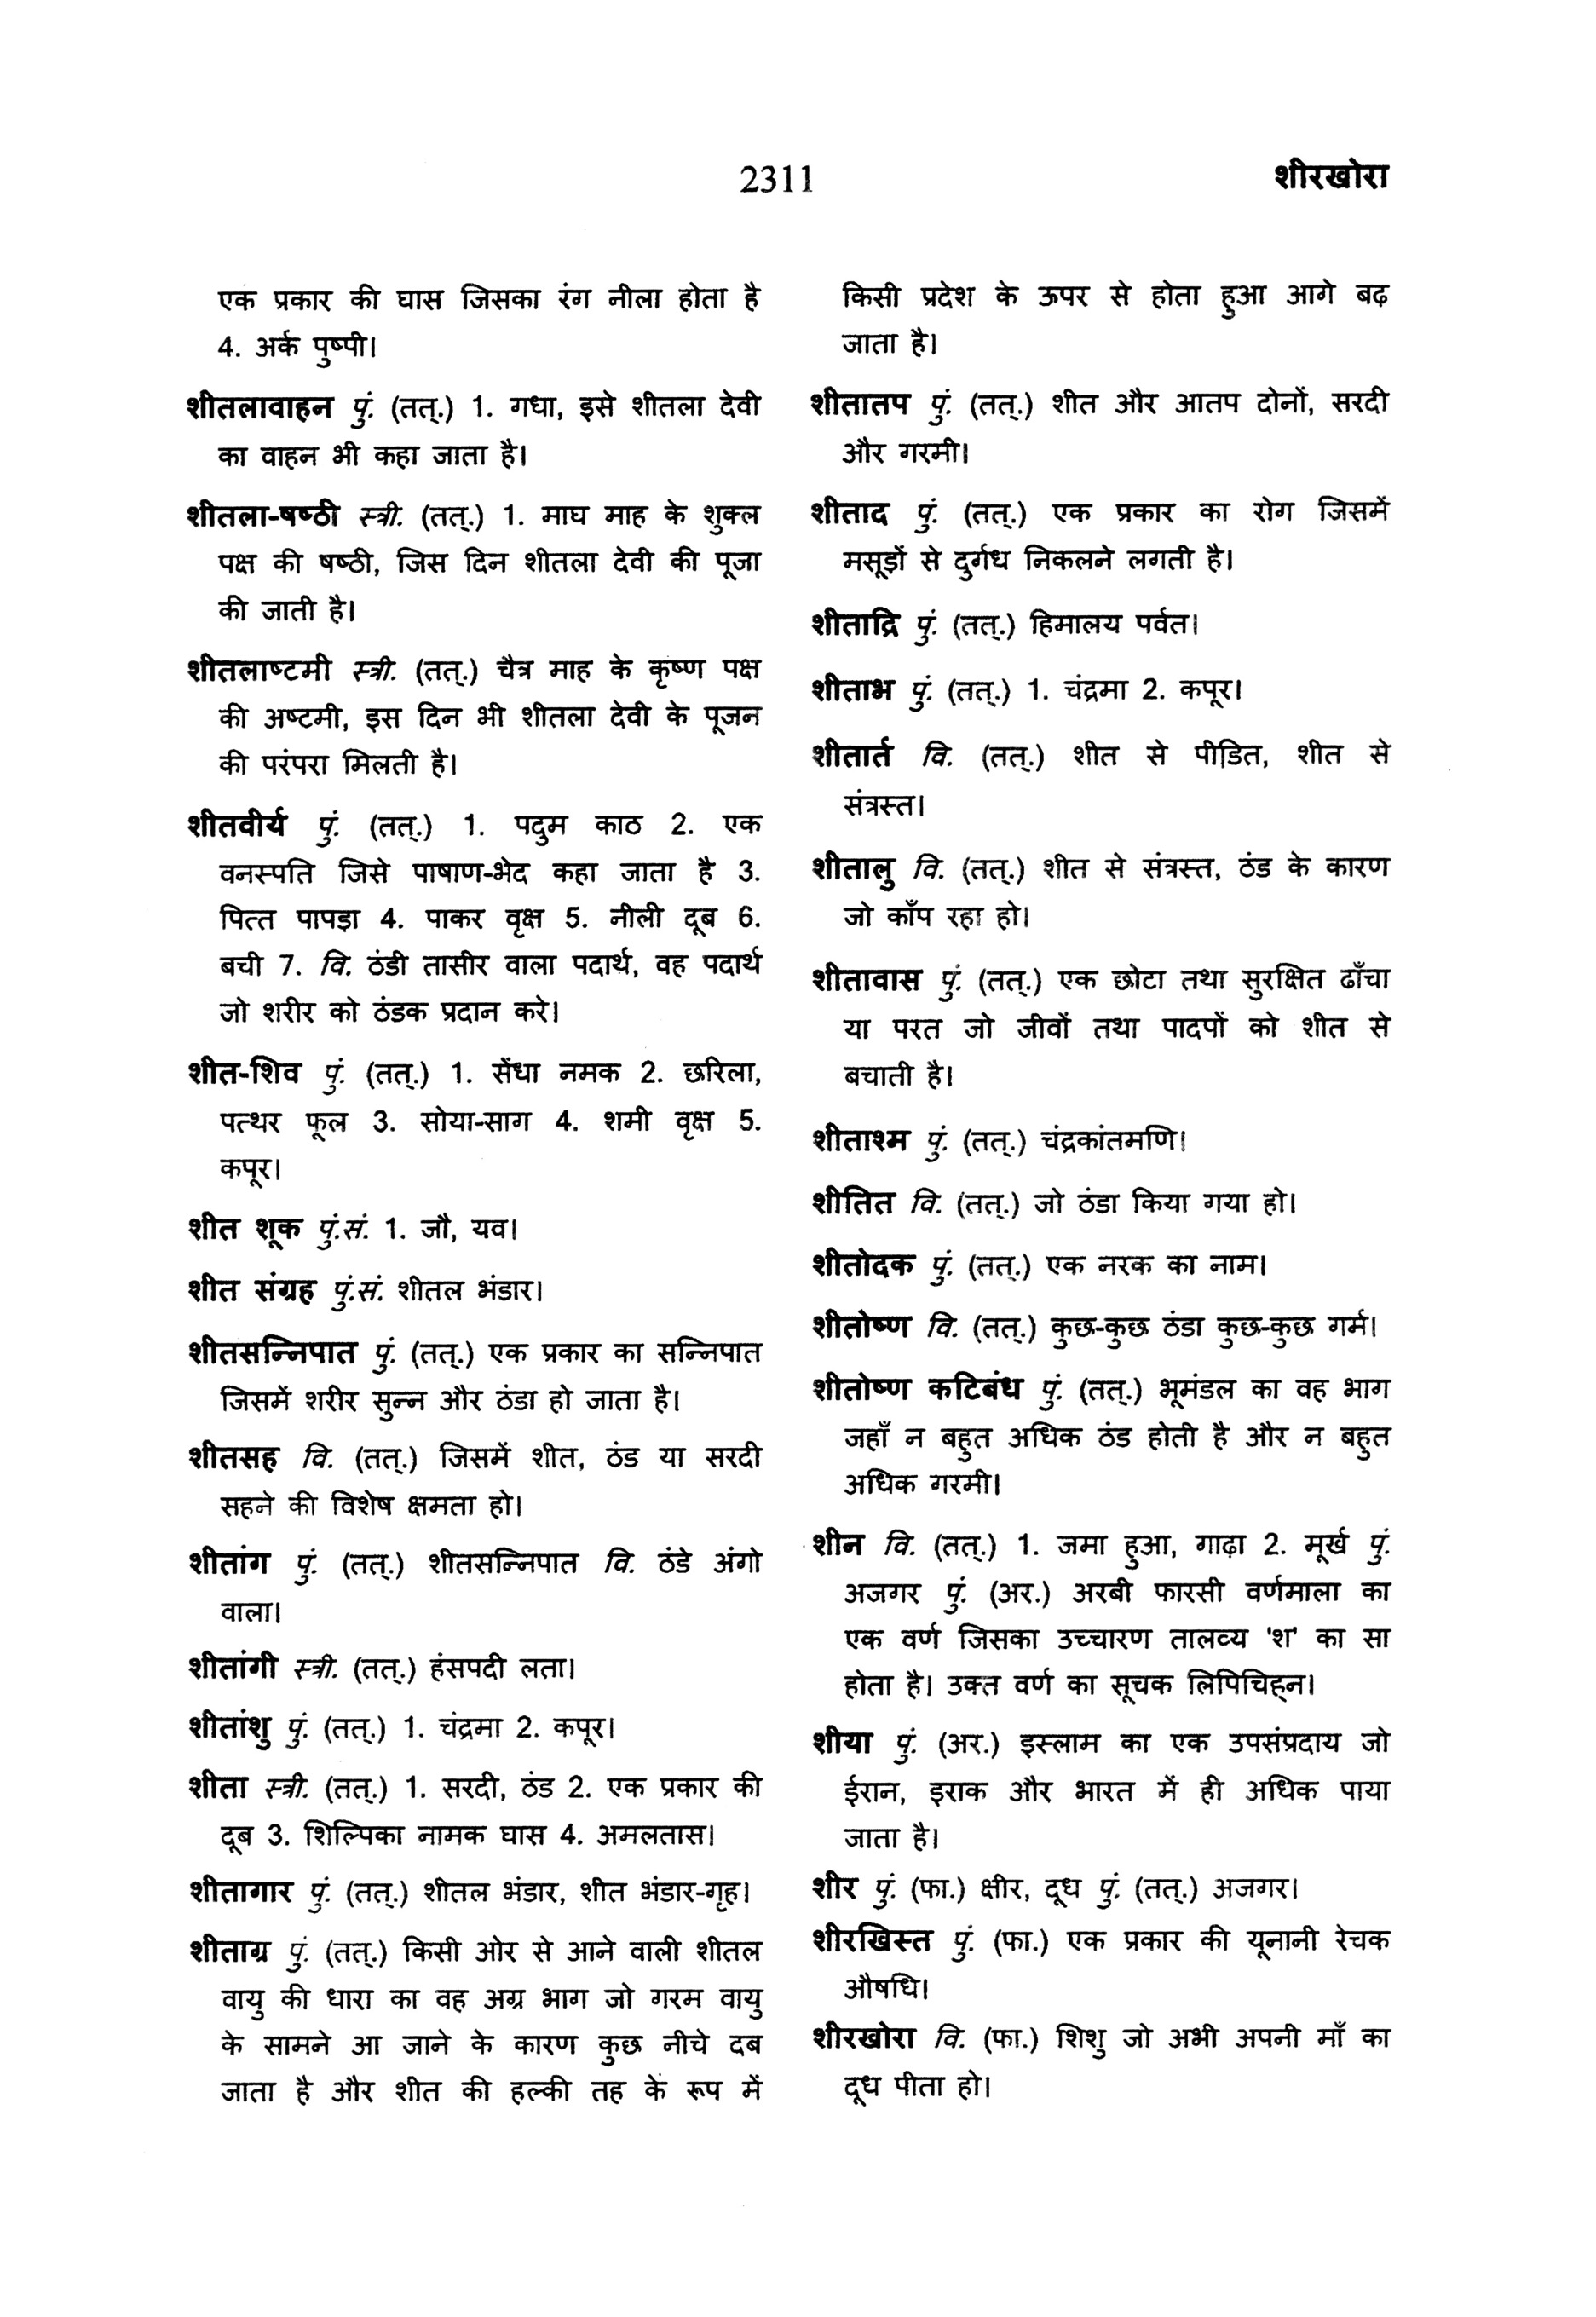 2311
शीरखोरा
एक प्रकार की घास जिसका रंग नीला होता है
4. अर्क पुष्पी।
शीतलावाहन पुं. (तत्.) 1. गधा, इसे शीतला देवी
का वाहन भी कहा जाता है।
शीतला-षष्ठी स्त्री. (तत्.) 1. माघ माह के शुक्ल
पक्ष की षष्ठी, जिस दिन शीतला देवी की पूजा
की जाती है।
शीतलाष्टमी स्त्री. (तत्.) चैत्र माह के कृष्ण पक्ष
की अष्टमी, इस दिन भी शीतला देवी के पूजन
की परंपरा मिलती है।
शीतवीर्य पुं. (तत्.) 1. पदुम काठ 2. एक
वनस्पति जिसे पाषाण-भेद कहा जाता है 3.
पित्त पापड़ा 4. पाकर वृक्ष 5. नीली दूब 6.
बची 7. वि. ठंडी तासीर वाला पदार्थ, वह पदार्थ
जो शरीर को ठंडक प्रदान करे।
शीत-शिव पुं. (तत्.) 1. सेंधा नमक 2. छरिला,
पत्थर फूल 3. सोया-साग 4. शमी वृक्ष 5.
कपूर।
शीत शूक पुं.सं. 1. जौ, यव।
शीत संग्रह पुं.सं. शीतल भंडार।
शीतसन्निपात पुं. (तत्.) एक प्रकार का सन्निपात
जिसमें शरीर सुन्न और ठंडा हो जाता है।
शीतसह वि. (तत्.) जिसमें शीत, ठंड या सरदी
सहने की विशेष क्षमता हो।
शीतांग पुं. (तत्.) शीतसन्निपात वि. ठंडे अंगो
वाला।
शीतांगी स्त्री. (तत्.) हंसपदी लता।
शीतांशु पुं. (तत्.) 1. चंद्रमा 2. कपूर।
शीता स्त्री. (तत्.) 1. सरदी, ठंड 2. एक प्रकार की
दूब 3. शिल्पिका नामक घास 4. अमलतास।
शीतागार पुं. (तत्.) शीतल भंडार, शीत भंडार-गृह।
शीताग्र पुं. (तत्.) किसी ओर से आने वाली शीतल
वायु की धारा का वह अग्र भाग जो गरम वायु
के सामने आ जाने के कारण कुछ नीचे दब
जाता है और शीत की हल्की तह के रूप में
किसी प्रदेश के ऊपर से होता हुआ आगे बढ़
जाता है।
शीतातप पुं. (तत्.) शीत और आतप दोनों, सरदी
और गरमी।
शीताद पुं. (तत्.) एक प्रकार का रोग जिसमें
मसूड़ों से दुर्गंध निकलने लगती है।
शीताद्रि पुं. (तत्.) हिमालय पर्वत।
शीताभ पुं. (तत्.) 1. चंद्रमा 2. कपूर।
शीतार्त वि. (तत्.) शीत से पीडित, शीत से
संत्रस्त।
शीतालु वि. (तत्.) शीत से संत्रस्त, ठंड के कारण
जो काँप रहा हो।
शीतावास पुं. (तत्.) एक छोटा तथा सुरक्षित ढाँचा
या परत जो जीवों तथा पादपों को शीत से
बचाती है।
शीताश्म पुं. (तत्.) चंद्रकांतमणि।
शीतित वि. (तत्.) जो ठंडा किया गया हो।
शीतोदक पुं. (तत्.) एक नरक का नाम।
शीतोष्ण वि. (तत्.) कुछ-कुछ ठंडा कुछ-कुछ गर्म।
शीतोष्ण कटिबंध पुं. (तत्.) भूमंडल का वह भाग
जहाँ न बहुत अधिक ठंड होती है और न बहुत
अधिक गरमी।
शीन वि. (तत्.) 1. जमा हुआ, गाढ़ा 2. मूर्ख पुं.
अजगर पुं. (अर.) अरबी फारसी वर्णमाला का
एक वर्ण जिसका उच्चारण तालव्य 'श' का सा
होता है। उक्त वर्ण का सूचक लिपिचिह्न।
शीया पुं. (अर.) इस्लाम का एक उपसंप्रदाय जो
ईरान, इराक और भारत में ही अधिक पाया
जाता है।
शीर पुं. (फा.) क्षीर, दूध पुं. (तत्.) अजगर।
शीरखिस्त पुं. (फा.) एक प्रकार की यूनानी रेचक
औषधि।
शीरखोरा वि. (फा.) शिशु जो अभी अपनी माँ का
दूध पीता हो।